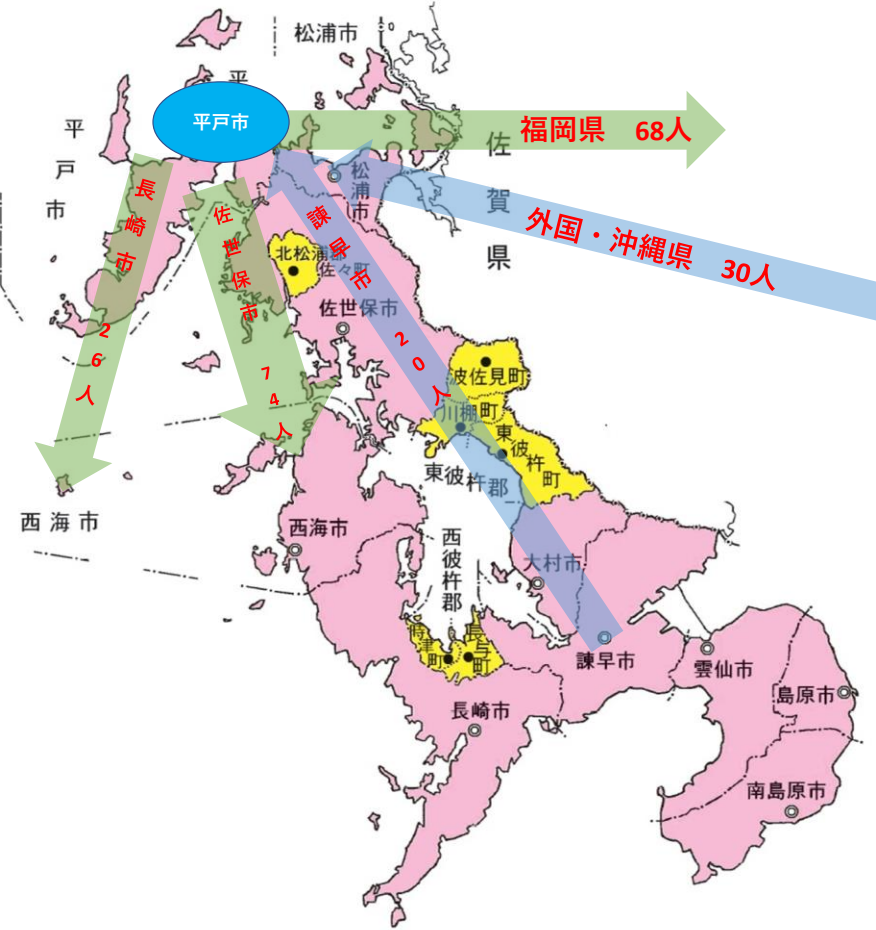 松浦市
平
平戸市
平戸市
福岡県 68人
佐賀県
松浦市
外国・沖縄県 30人
長崎市 26人
佐世保市 74人
諫早市 20人
北松浦郡
佐々町
佐世保市
波佐見町
川棚町
東彼杵町
東彼杵郡
西海市
西海市
西彼杵郡
大村市
時津町
長与町
諫早市
雲仙市
島原市
長崎市
南島原市